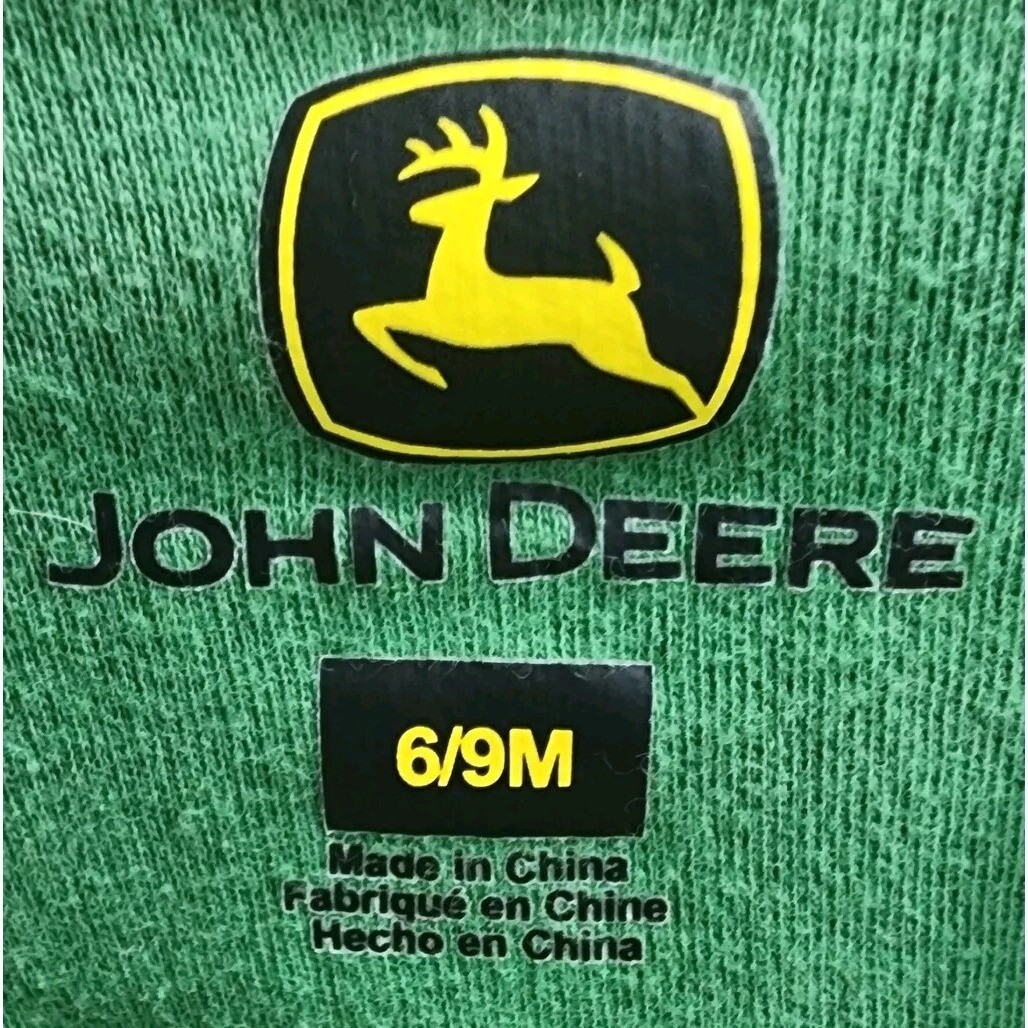 JOHN DEERE
6/9M
Made in China
Fabriqué en Chine
Hecho en China